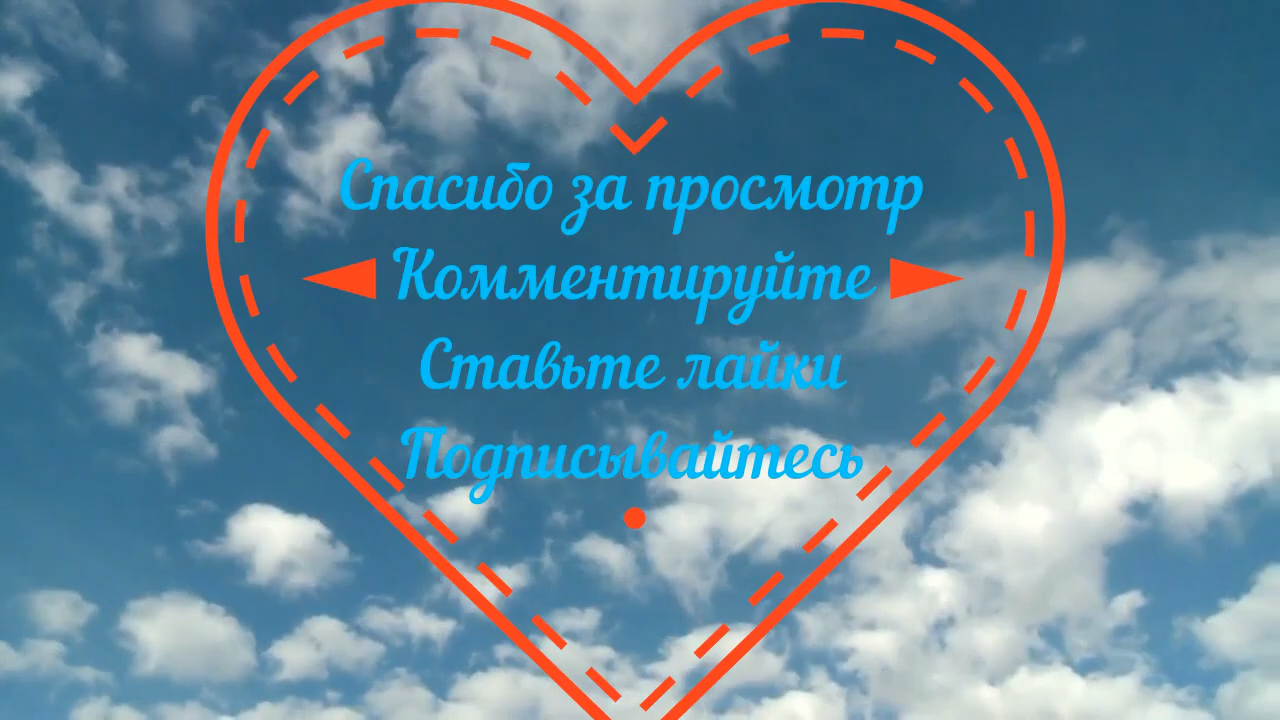 Спасибо за просмотр
Комментируйте
Ставьте лайки
Подписывайтесь